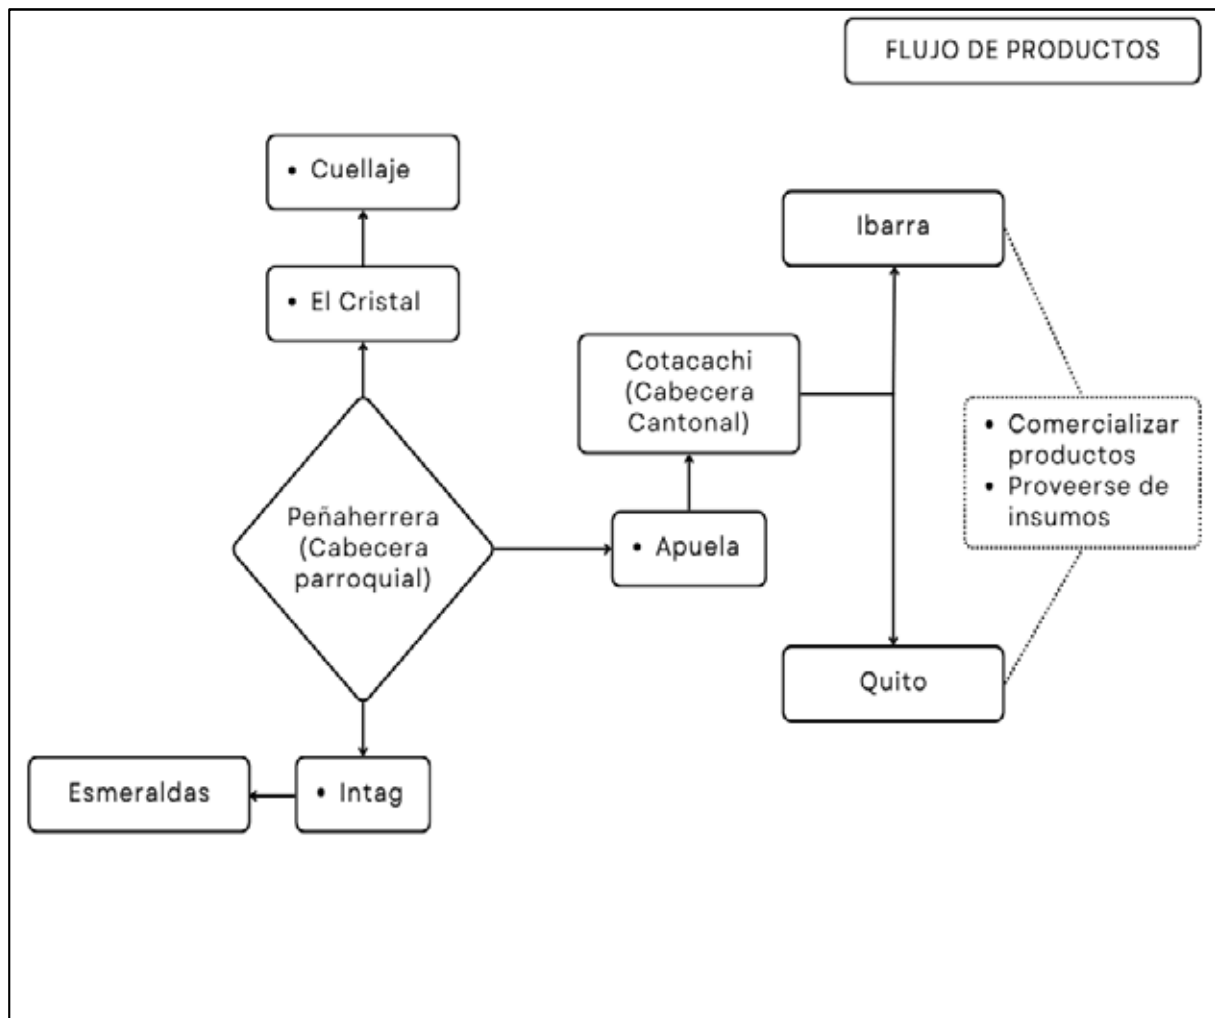 FLUJO DE PRODUCTOS
• Cuellaje
• El Cristal
Peñaherrera
(Cabecera
parroquial)
• Intag
Esmeraldas
• Apuela
Cotacachi
(Cabecera
Cantonal)
Ibarra
Quito
• Comercializar
productos
• Proveerse de
insumos